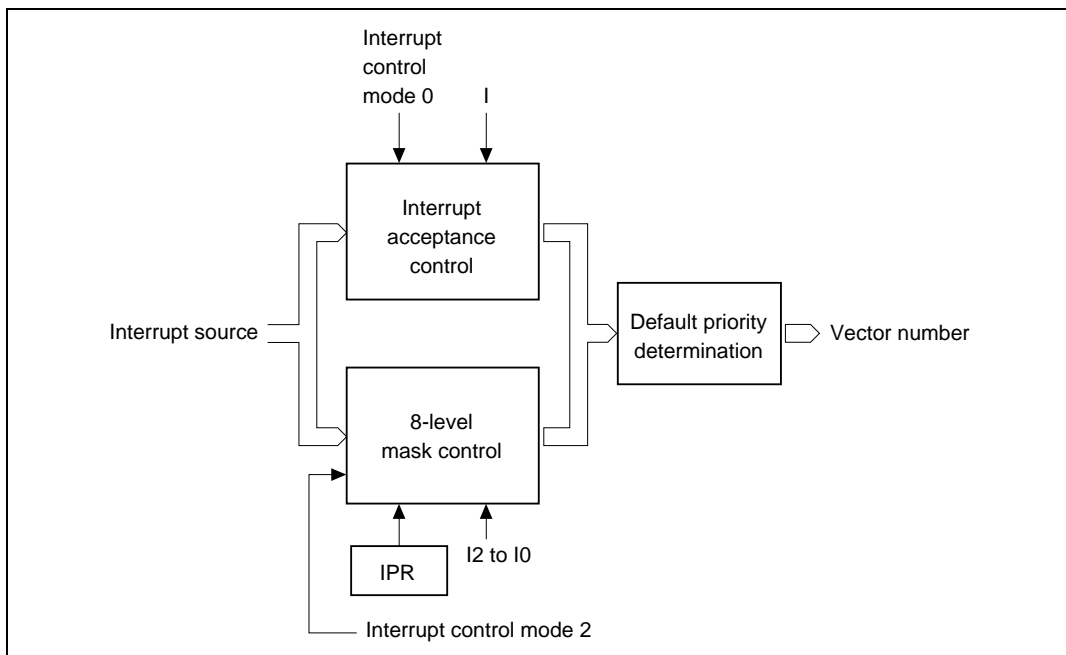 Interrupt
control
mode 0
I
Interrupt
acceptance
control
Interrupt source
Default priority
determination
Vector number
8-level
mask control
IPR
I2 to I0
Interrupt control mode 2